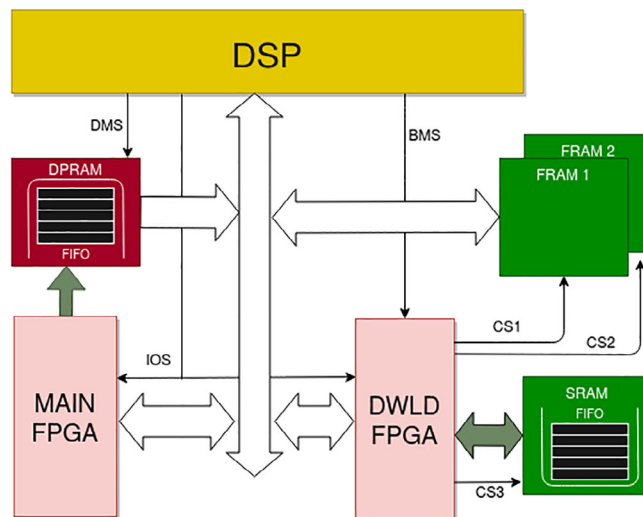 DSP
DMS
BMS
DPRAM
FIFO
FRAM 2
FRAM 1
IOS
CS1
CS2
MAIN
FPGA
DWLD
FPGA
SRAM
FIFO
CS3